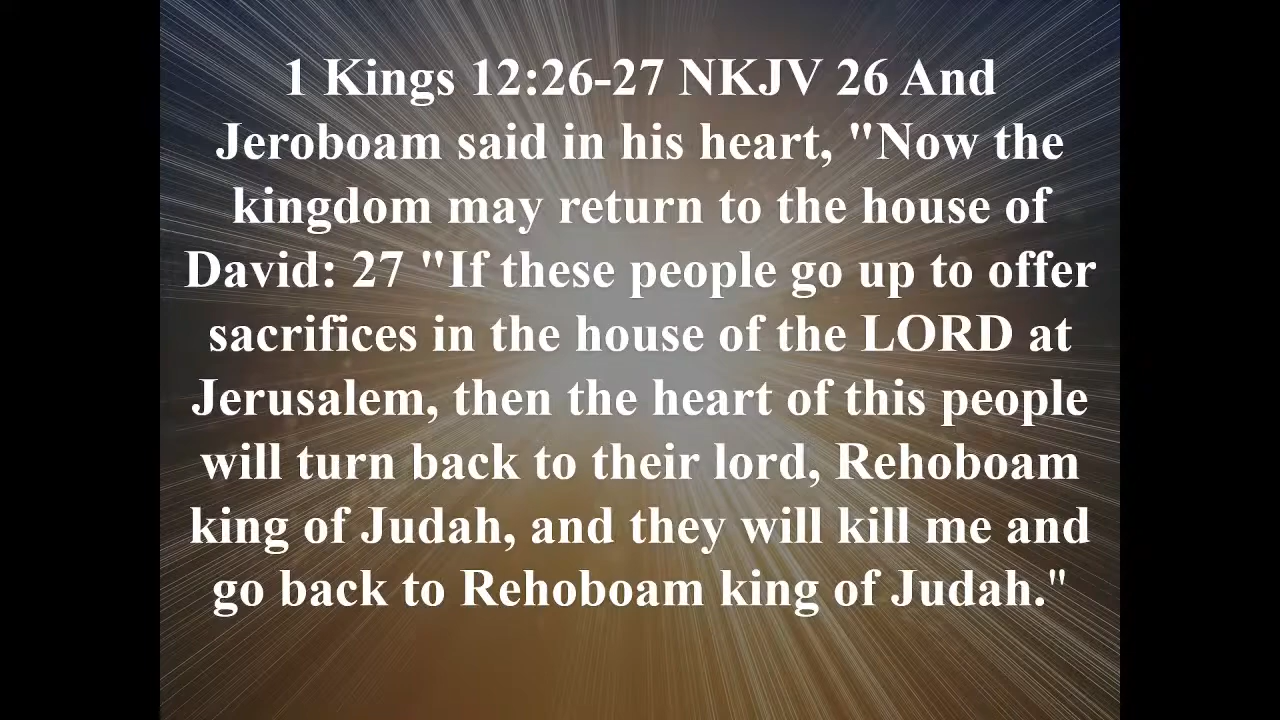 1 Kings 12:26-27 NKJV 26 And
Jeroboam said in his heart, "Now the
kingdom may return to the house of
David: 27 "If these people go up to offer
sacrifices in the house of the LORD at
Jerusalem, then the heart of this people
will turn back to their lord, Rehoboam
king of Judah, and they will kill me and
go back to Rehoboam king of Judah."